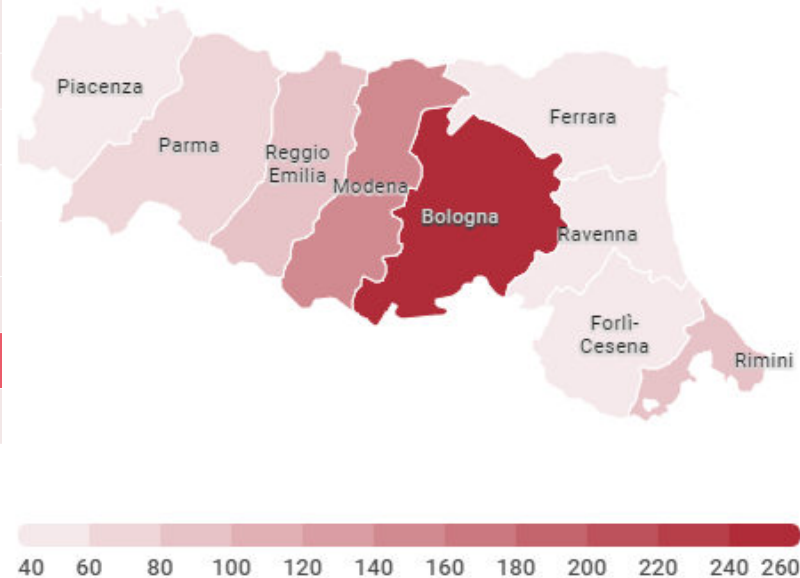 Piacenza
Parma
Reggio
Emilia
Modena
Bologna
Ferrara
Ravenna
Forlì-
Cesena
Rimini
40 60 80 100 120 140 160 180 200 220 240 260